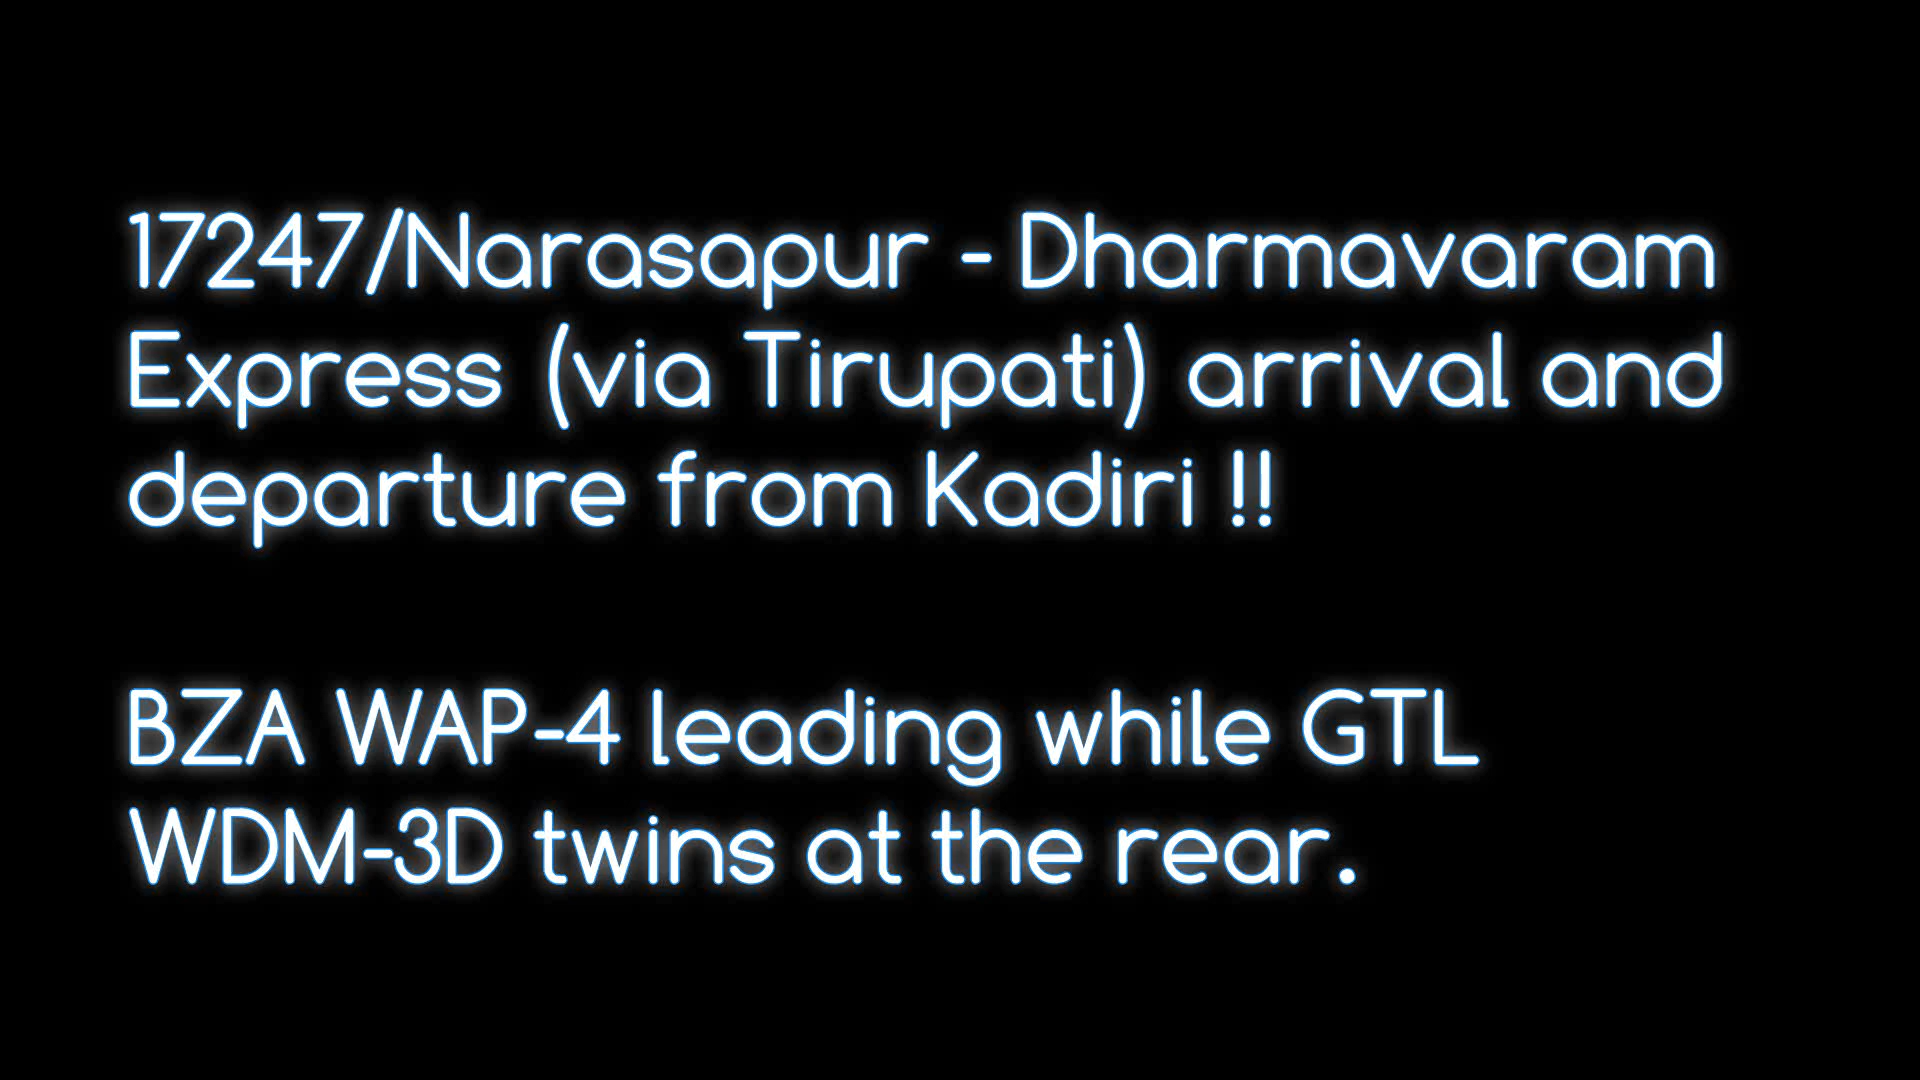 17247/Narasapur - Dharmavaram
Express (via Tirupati) arrival and
departure from Kadiri !!
BZA WAP-4 leading while GTL
WDM-3D twins at the rear.